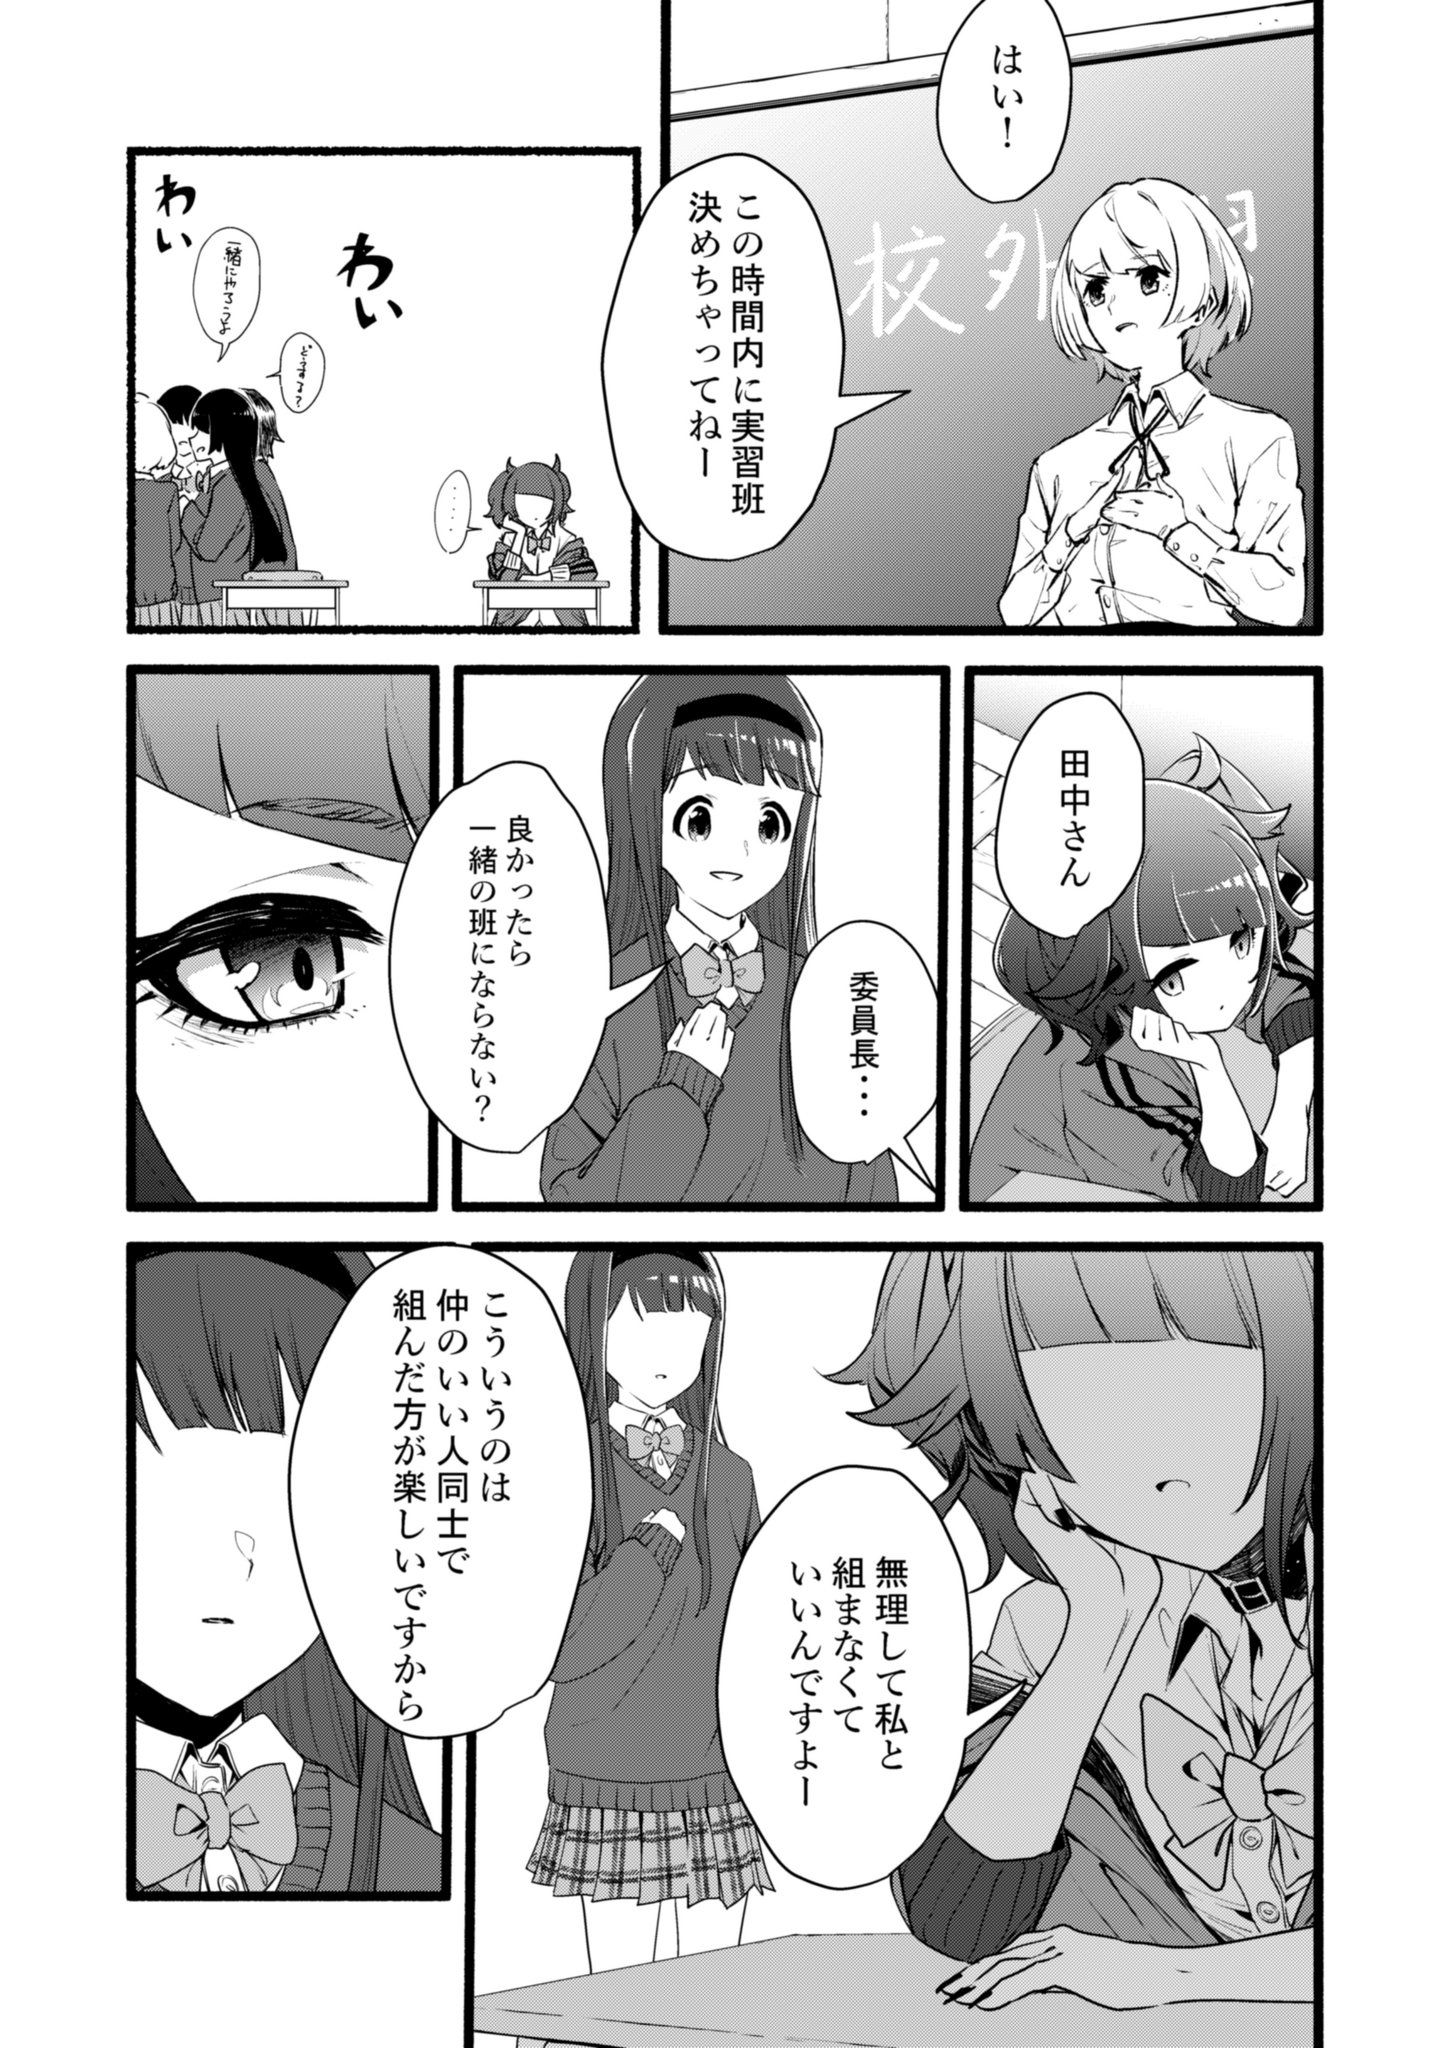 はい！
校外
この時間内に実習班
決めちゃってねー
わい
わい
一緒にやろうよ
どうする？
・・・・
田中さん
委員長・・・
良かったら
一緒の班にならない？
無理して私と
組まなくて
いいんですよー
こういうのは
仲のいい人同士で
組んだ方が楽しいですから